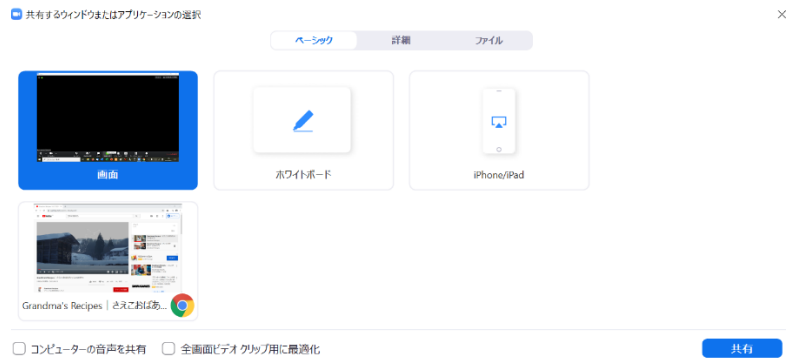 共有するウィンドウまたはアプリケーションの選択
ベーシック
詳細
ファイル
画面
ホワイトボード
iPhone/iPad
Grandma's Recipes｜さえこおばあ...
コンピューターの音声を共有
全画面ビデオ クリップ用に最適化
共有